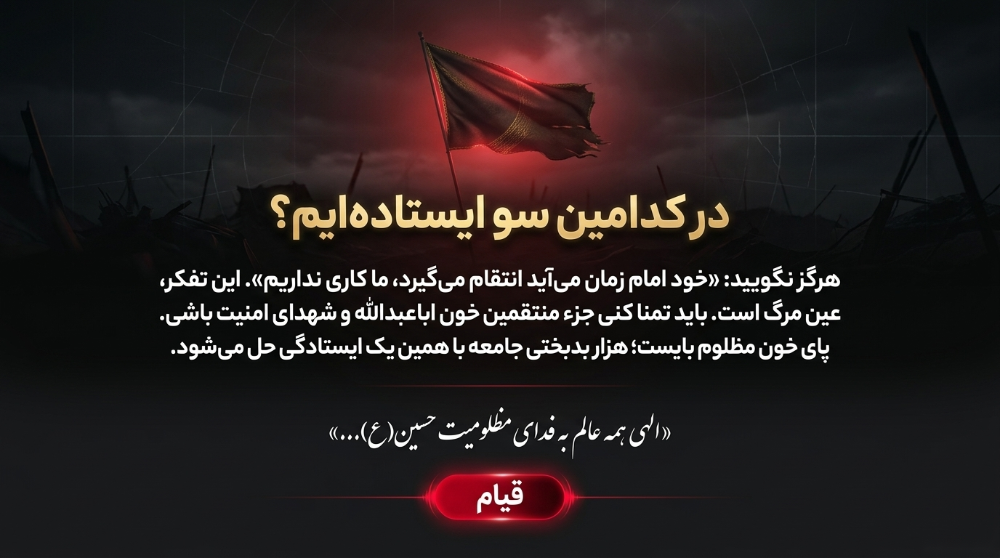 در کدامین سو ایستاده‌ایم؟
هرگز نگویید: «خود امام زمان می‌آید انتقام می‌گیرد، ما کاری نداریم». این تفکر،
عین مرگ است. باید تمنا کنی جزء منتقمین خون اباعبدالله و شهدای امنیت باشی.
پای خون مظلوم بایست؛ هزار بدبختی جامعه با همین یک ایستادگی حل می‌شود.
«الهی همه عالم به فدای مظلومیت حسین(ع)...»
قیام